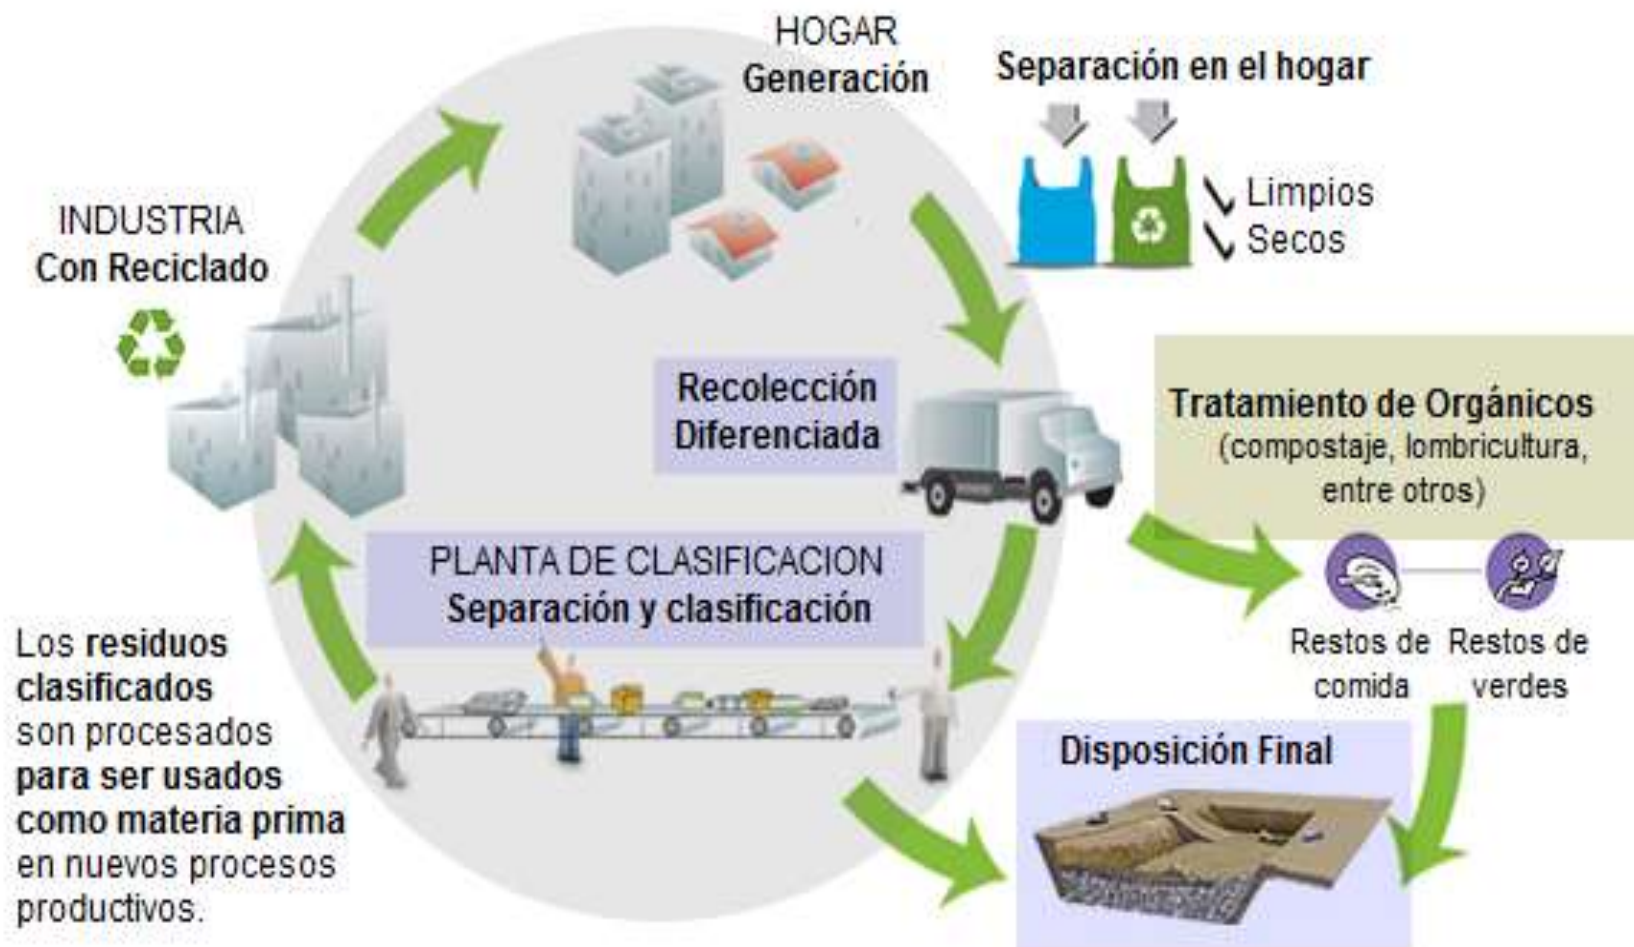 HOGAR
Generación
Separación en el hogar
Limpios
Secos
INDUSTRIA
Con Reciclado
Recolección
Diferenciada
Tratamiento de Orgánicos
(compostaje, lombricultura,
entre otros)
PLANTA DE CLASIFICACION
Separación y clasificación
Restos de
comida
Restos de
verdes
Los residuos
clasificados
son procesados
para ser usados
como materia prima
en nuevos procesos
productivos.
Disposición Final